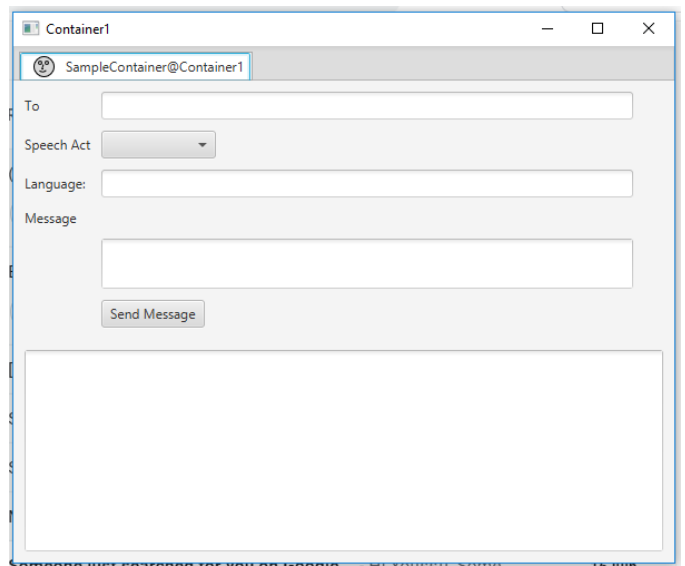 Container1
SampleContainer@Container1
To
Speech Act
Language:
Message
Send Message